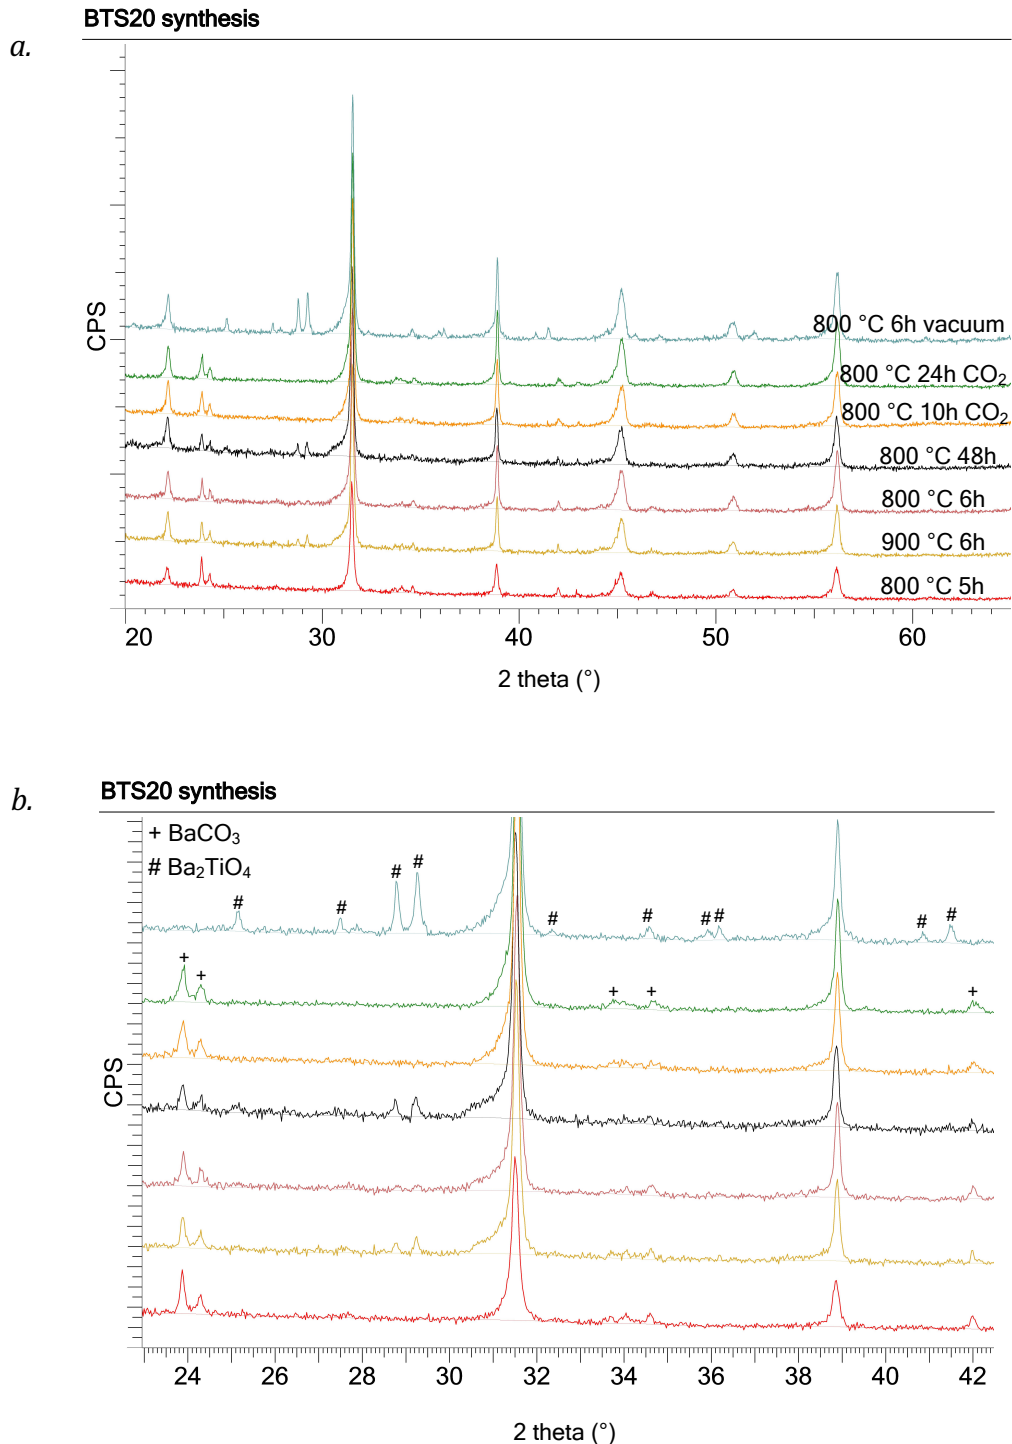 BTS20 synthesis
a.
CPS
800 °C 6h vacuum
800 °C 24h CO₂
800 °C 10h CO₂
800 °C 48h
800 °C 6h
900 °C 6h
800 °C 5h
20 30 40 50 60
2 theta (°)
BTS20 synthesis
b.
+ BaCO₃
# Ba₂TiO₄
# # # # # # # # # #
+ + + + +
CPS
24 26 28 30 32 34 36 38 40 42
2 theta (°)